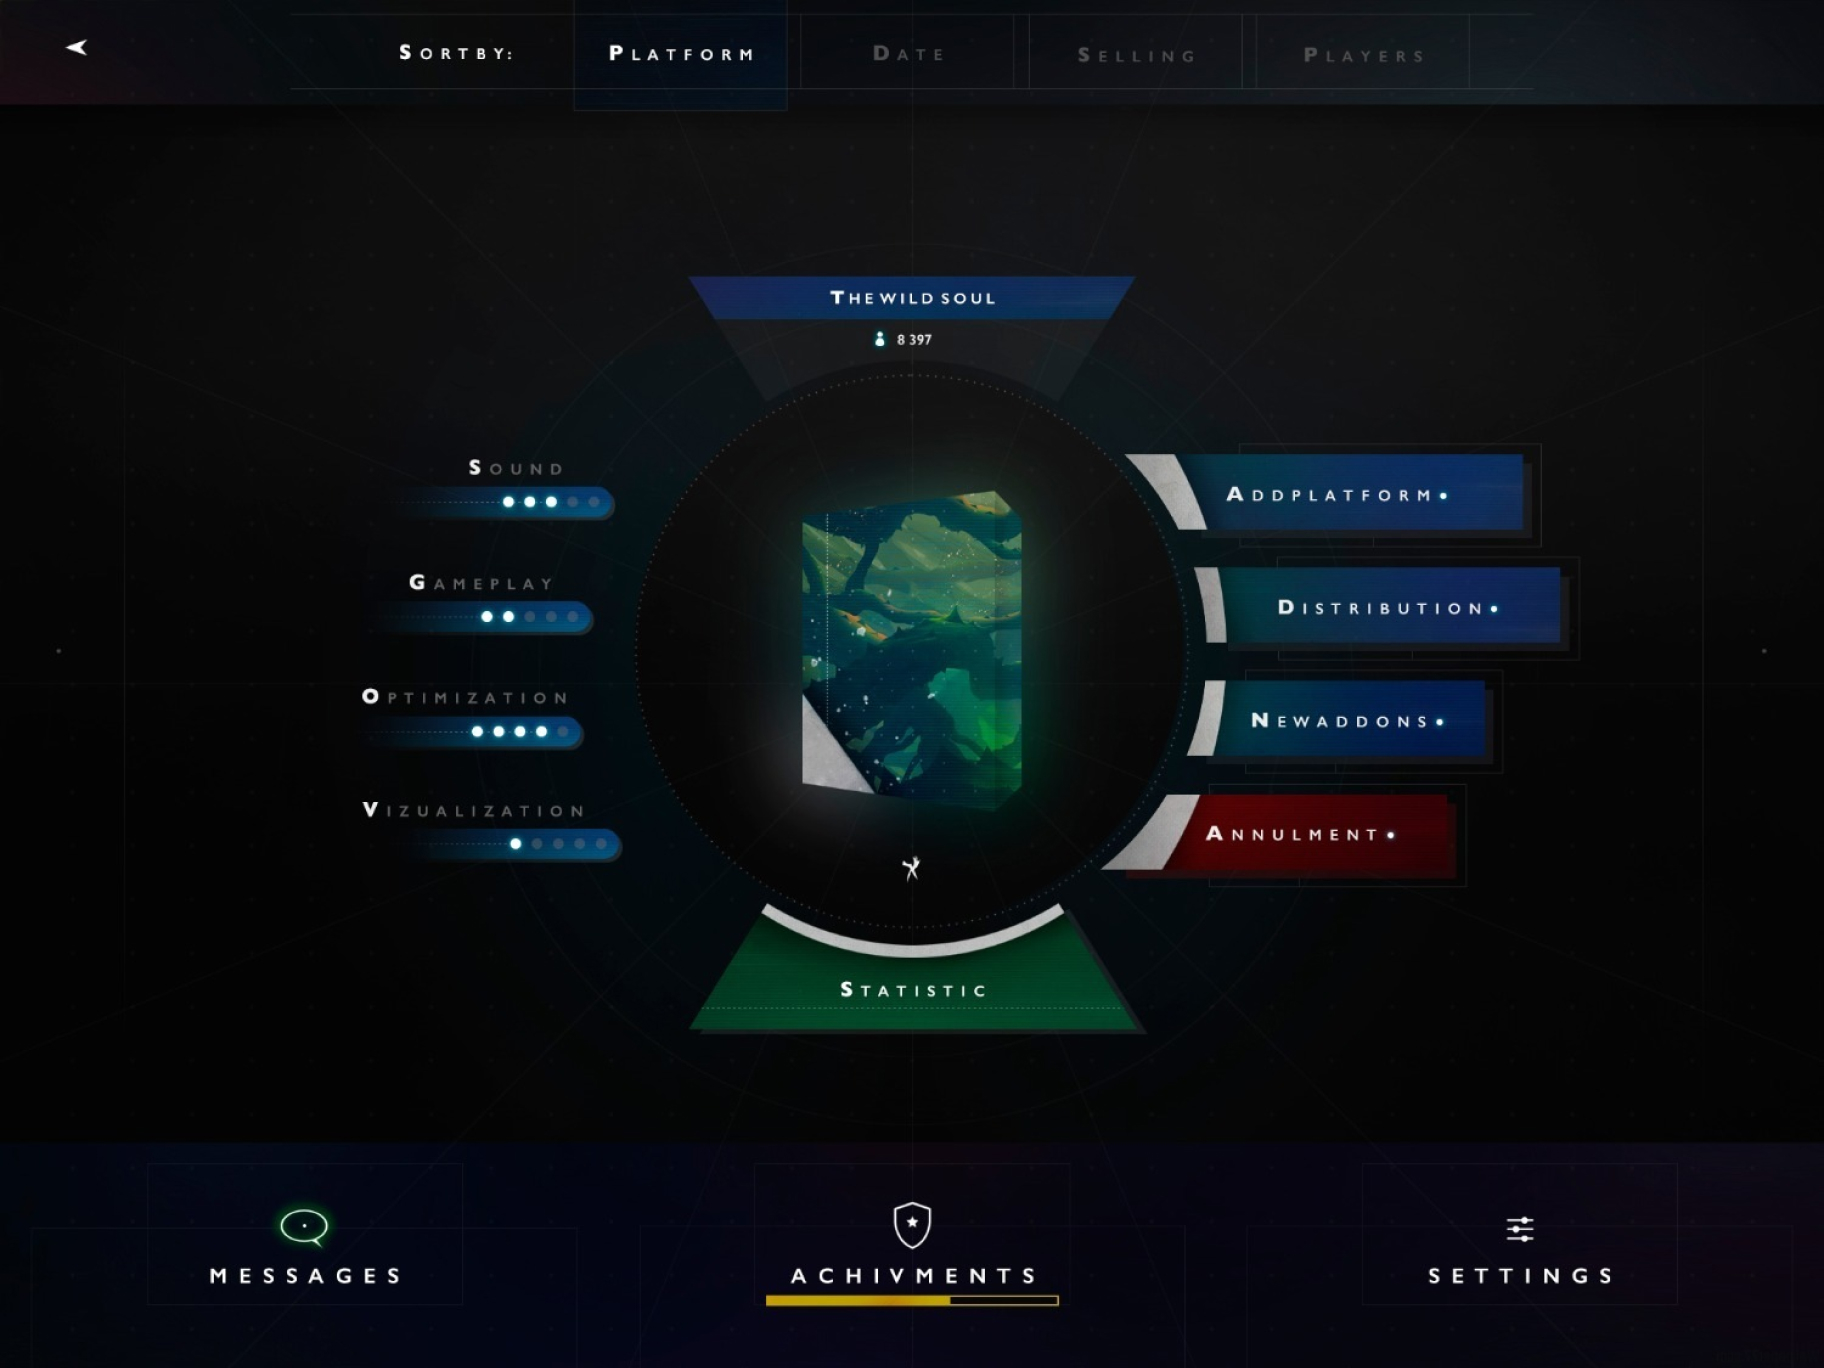 SORTBY:
PLATFORM
DATE
SELLING
PLAYERS
THEWILD SOUL
8 397
SOUND
GAMEPLAY
OPTIMIZATION
VIZUALIZATION
ADDPLATFORM
DISTRIBUTION
NEWADDONS
ANNULMENT
STATISTIC
MESSAGES
ACHIVMENTS
SETTINGS